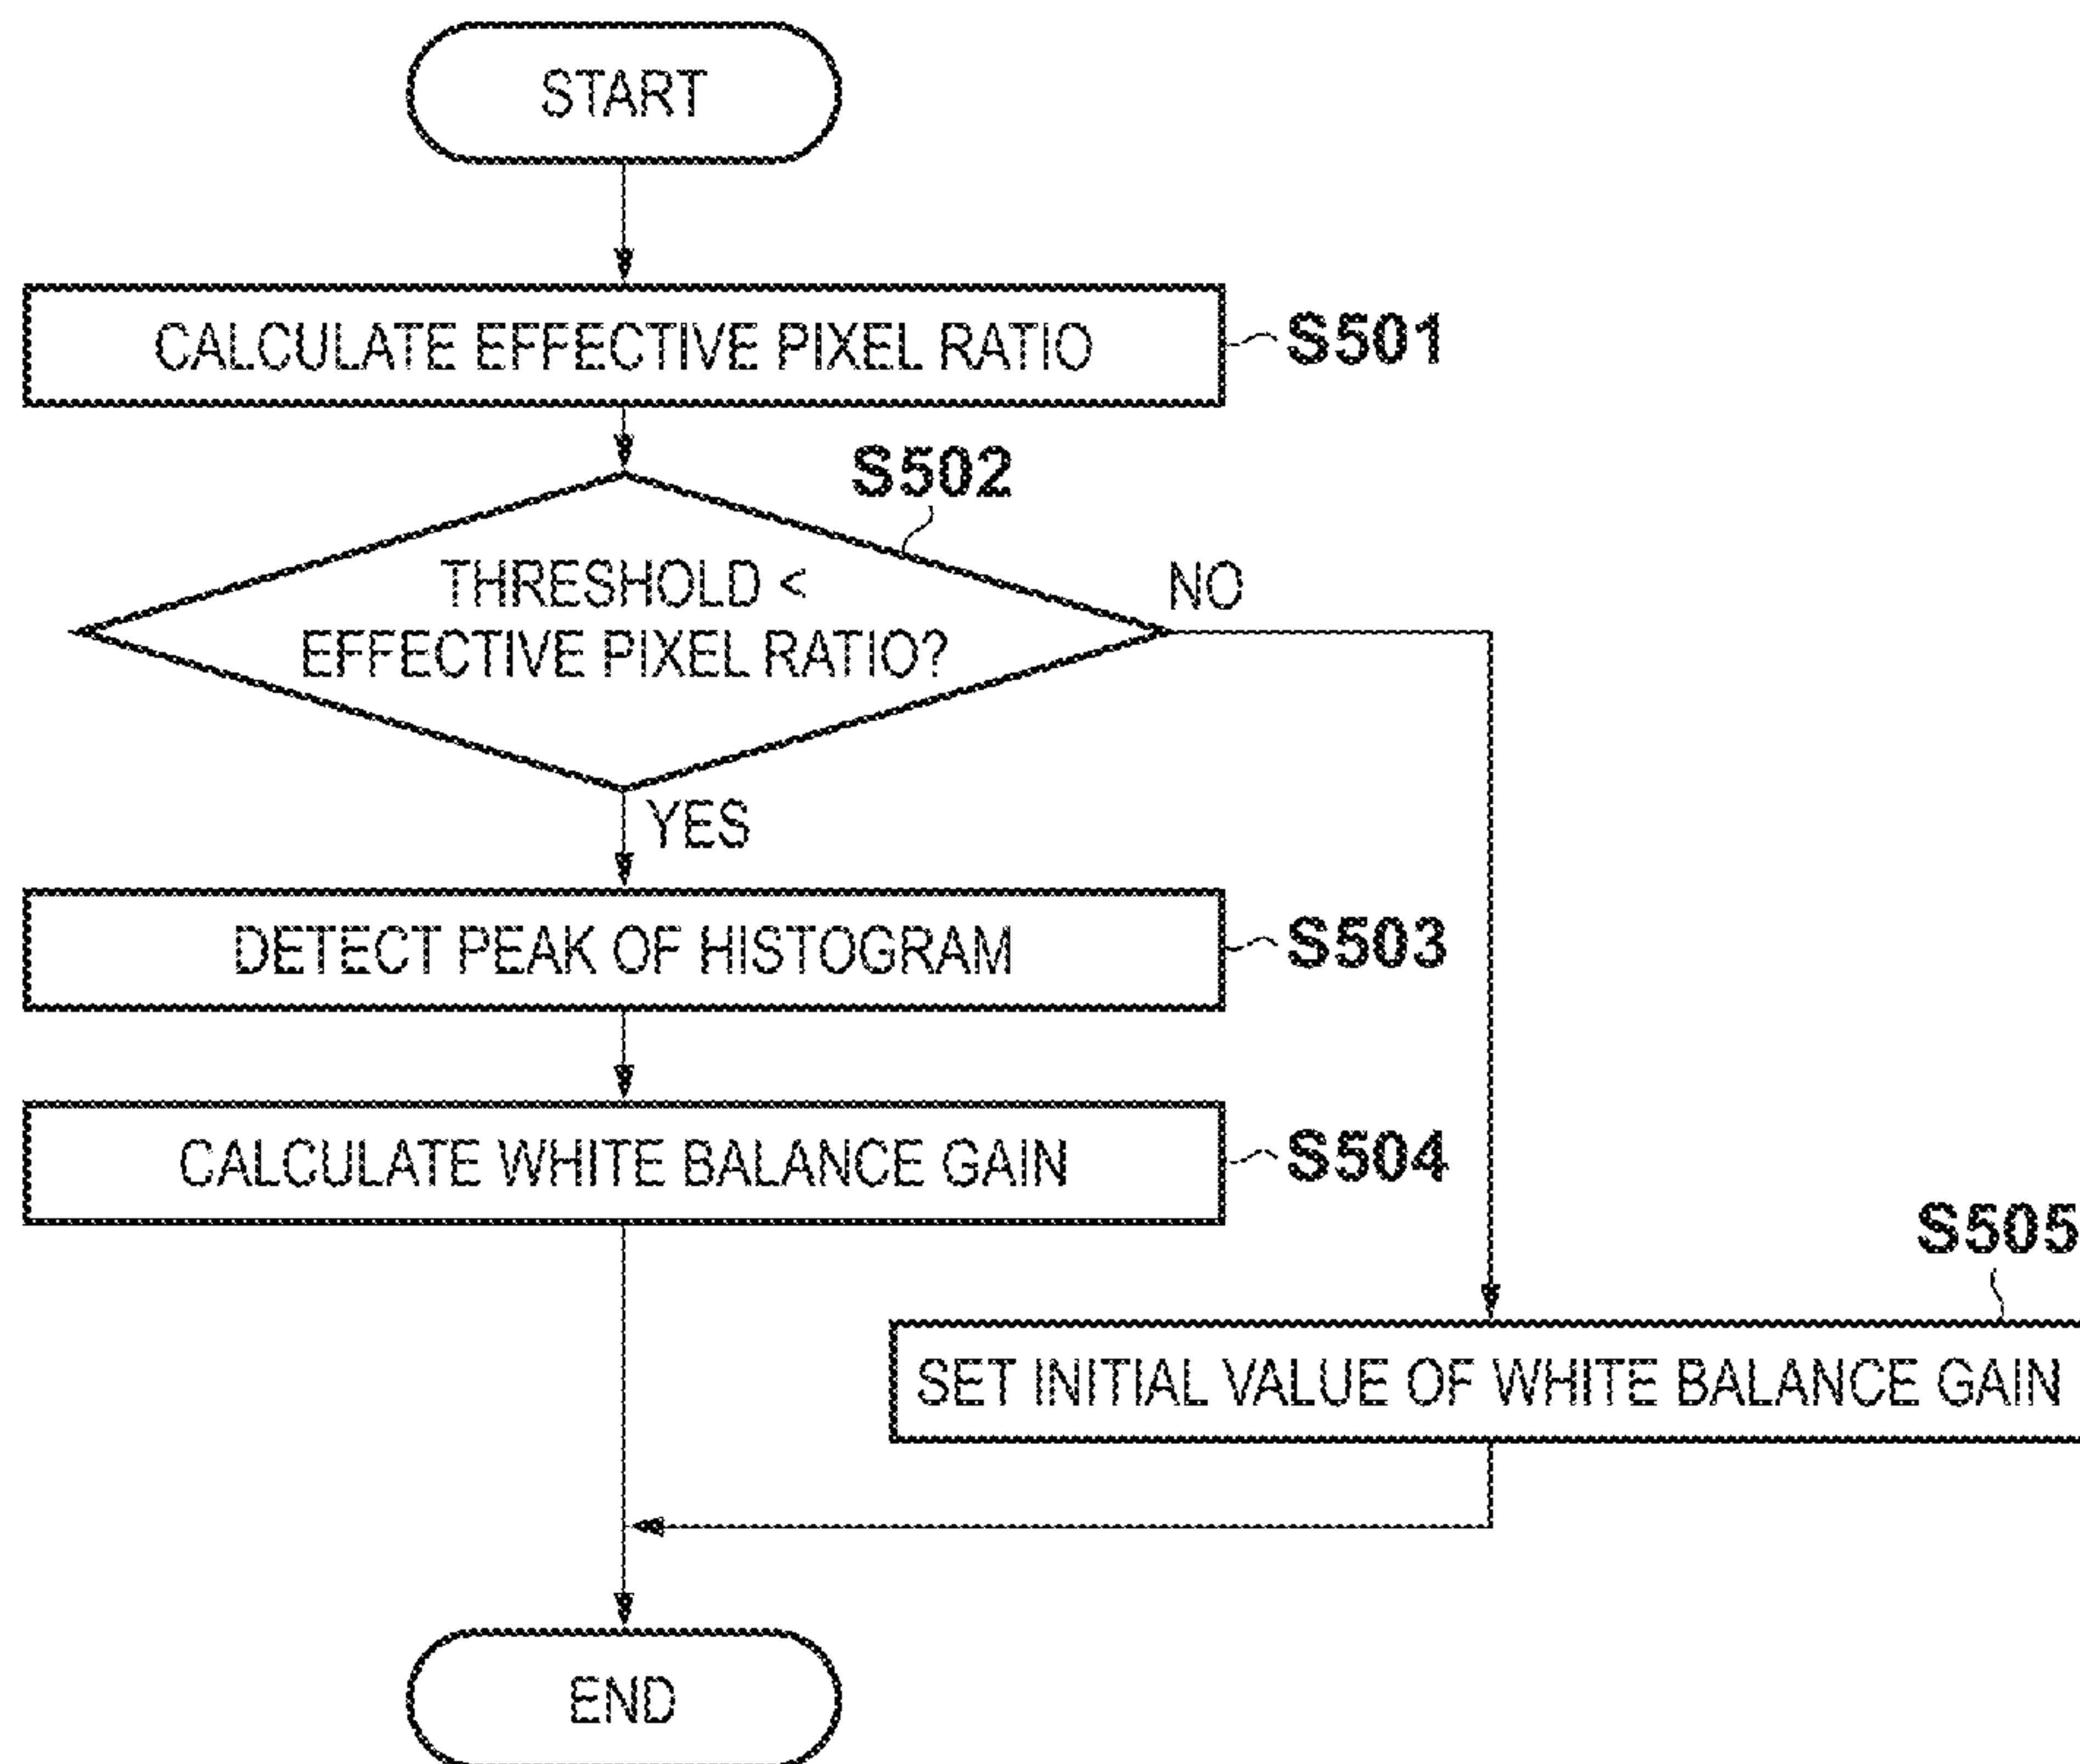 START
CALCULATE EFFECTIVE PIXEL RATIO
S501
S502
THRESHOLD <
EFFECTIVE PIXEL RATIO?
NO
YES
DETECT PEAK OF HISTOGRAM
S503
CALCULATE WHITE BALANCE GAIN
S504
S505
SET INITIAL VALUE OF WHITE BALANCE GAIN
END